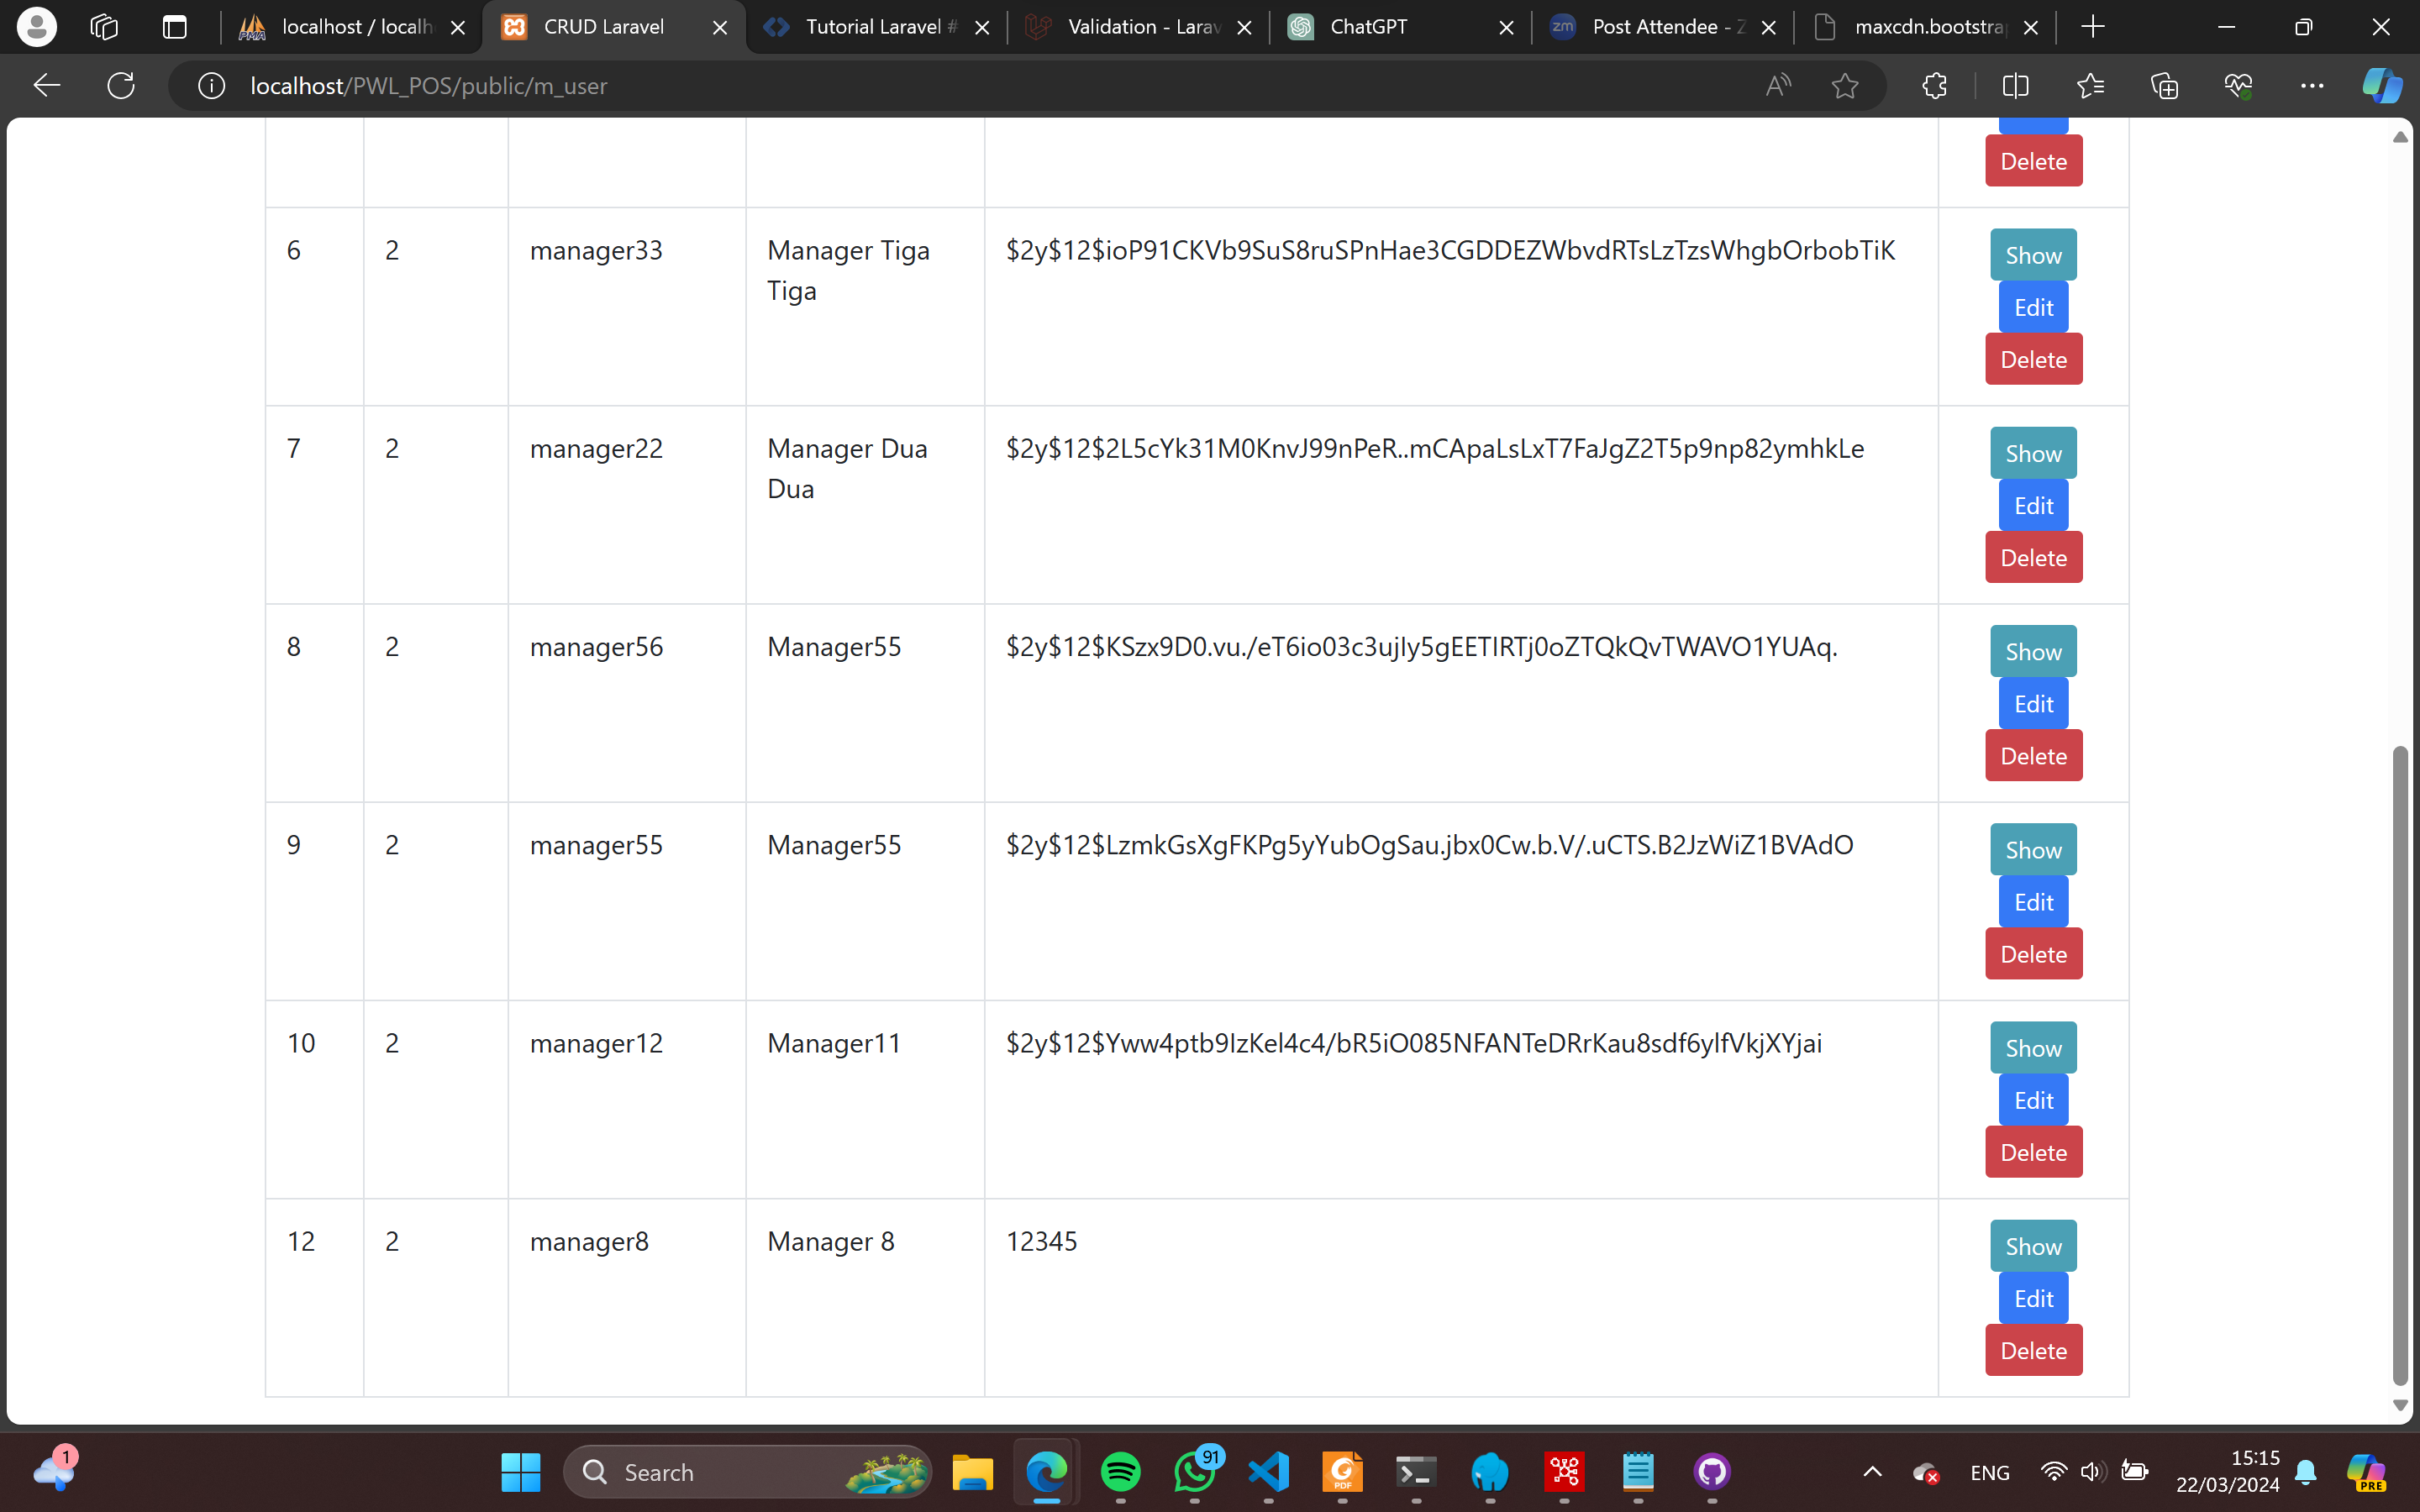 localhost / localh
CRUD Laravel
Tutorial Laravel #
Validation - Larav
ChatGPT
zm
Post Attendee - Z
maxcdn.bootstra
localhost/PWL_POS/public/m_user
Delete
6 2 manager33 Manager Tiga Tiga $2y$12$ioP91CKVb9SuS8ruSPnHae3CGDDEZWbvdRTsLzTzsWhgbOrbobTiK
Show
Edit
Delete
7 2 manager22 Manager Dua Dua $2y$12$2L5cYk31M0KnvJ99nPeR..mCApaLsLxT7FaJgZ2T5p9np82ymhkLe
Show
Edit
Delete
8 2 manager56 Manager55 $2y$12$KSzx9D0.vu./eT6io03c3ujIy5gEETIRTj0oZTQkQvTWAVO1YUAq.
Show
Edit
Delete
9 2 manager55 Manager55 $2y$12$LzmkGsXgFKPg5yYubOgSau.jbx0Cw.b.V/.uCTS.B2JzWiZ1BVAdO
Show
Edit
Delete
10 2 manager12 Manager11 $2y$12$Yww4ptb9IzKel4c4/bR5iO085NFANTeDRrKau8sdf6ylfVkjXYjai
Show
Edit
Delete
12 2 manager8 Manager 8 12345
Show
Edit
Delete
1
Search
91
PDF
ENG
15:15
22/03/2024
PRE